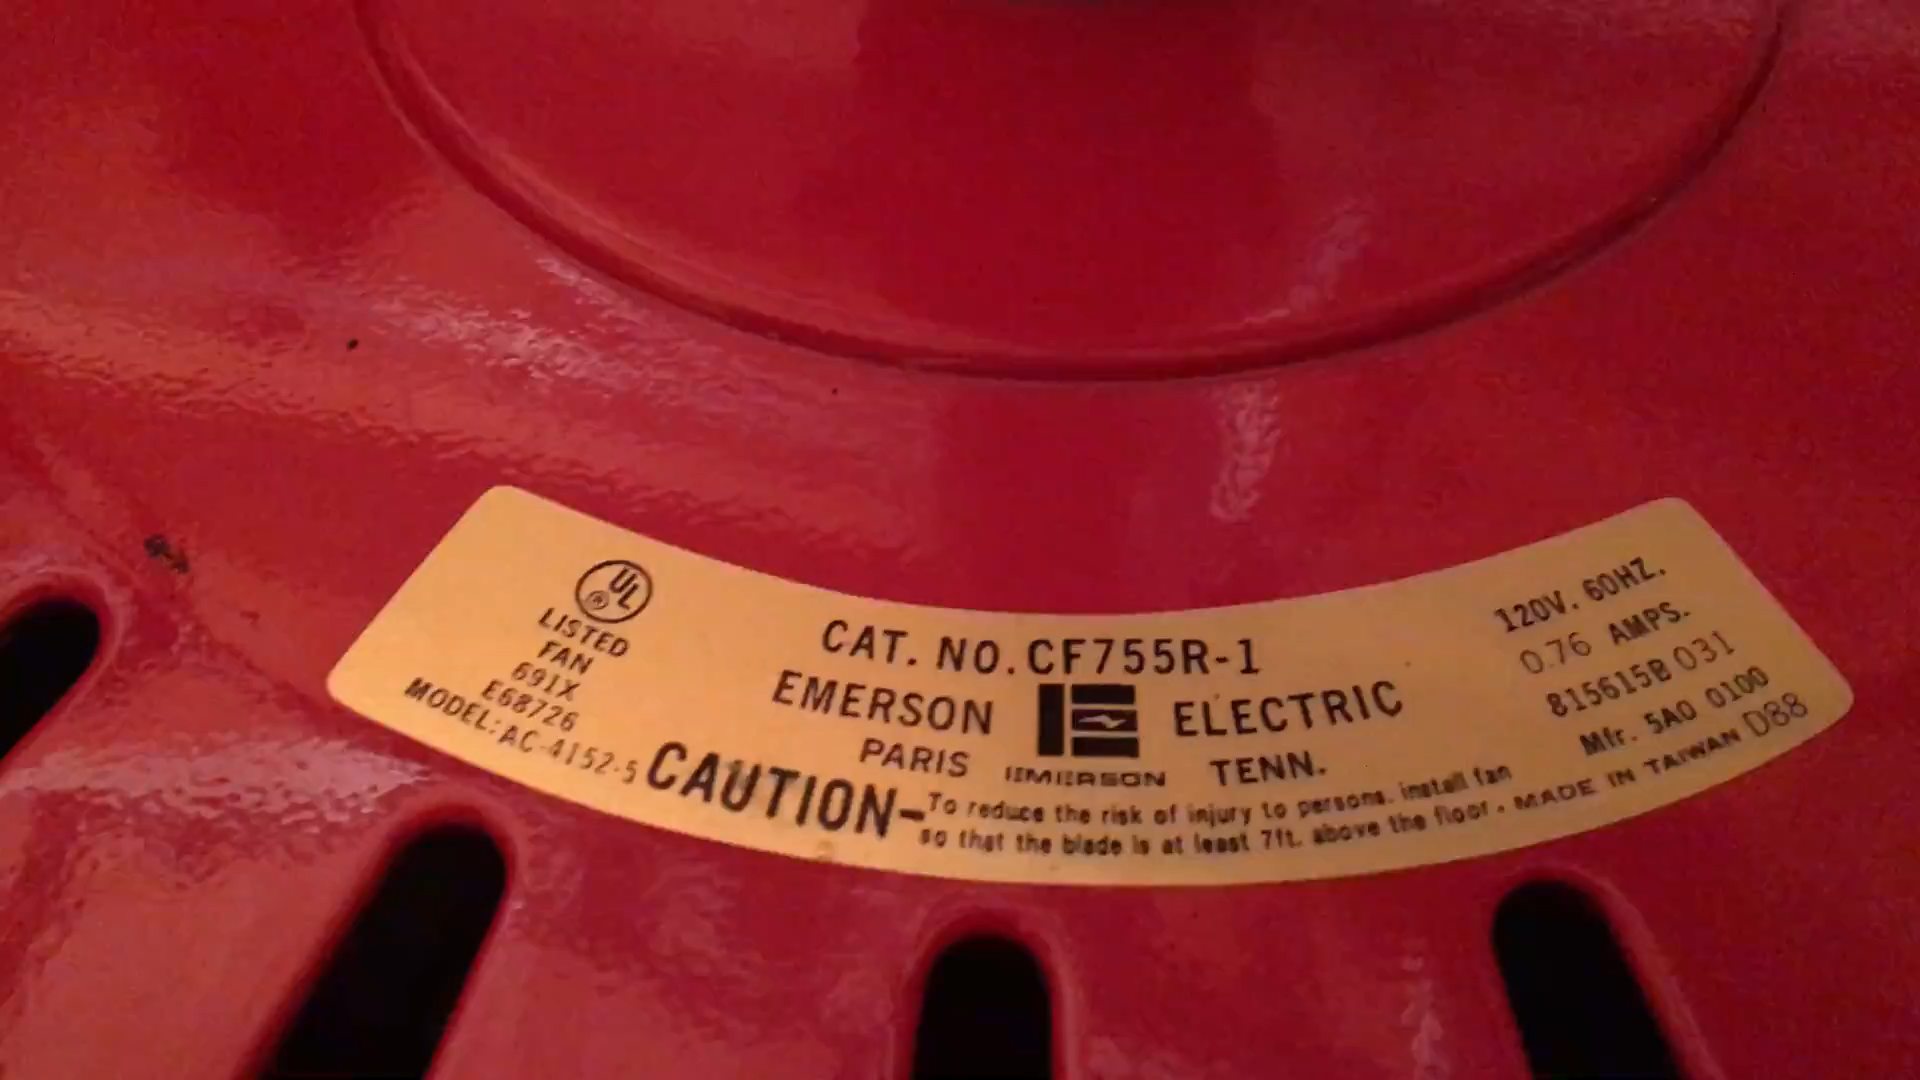 UL ®
LISTED
FAN
691X
E68726
MODEL: AC-4152-5
CAT. NO. CF755R-1
EMERSON ELECTRIC
PARIS EMERSON TENN.
CAUTION-To reduce the risk of injury to persons. install fan
so that the blade is at least 7ft. above the floor.
120V. 60HZ.
0.76 AMPS.
815615B 031
Mfr. 5A0 0100
MADE IN TAIWAN D88